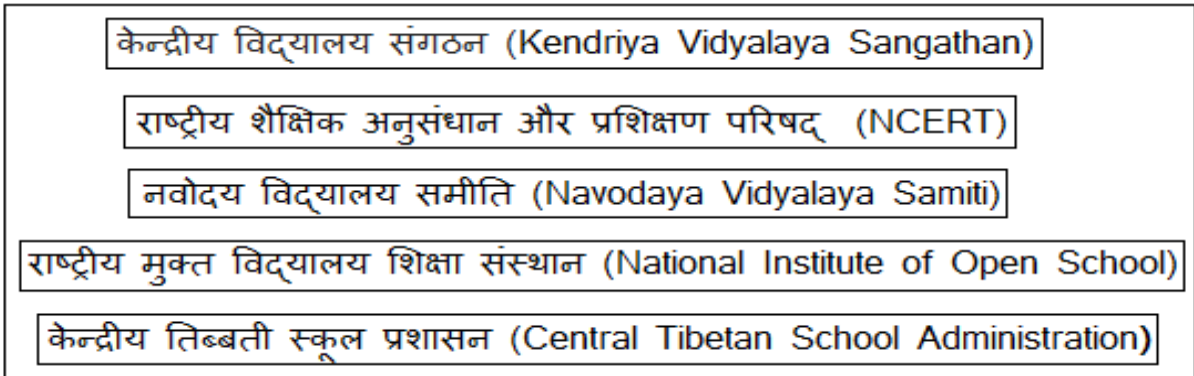 केन्द्रीय विद्यालय संगठन (Kendriya Vidyalaya Sangathan)
राष्ट्रीय शैक्षिक अनुसंधान और प्रशिक्षण परिषद् (NCERT)
नवोदय विद्यालय समीति (Navodaya Vidyalaya Samiti)
राष्ट्रीय मुक्त विद्यालय शिक्षा संस्थान (National Institute of Open School)
केन्द्रीय तिब्बती स्कूल प्रशासन (Central Tibetan School Administration)